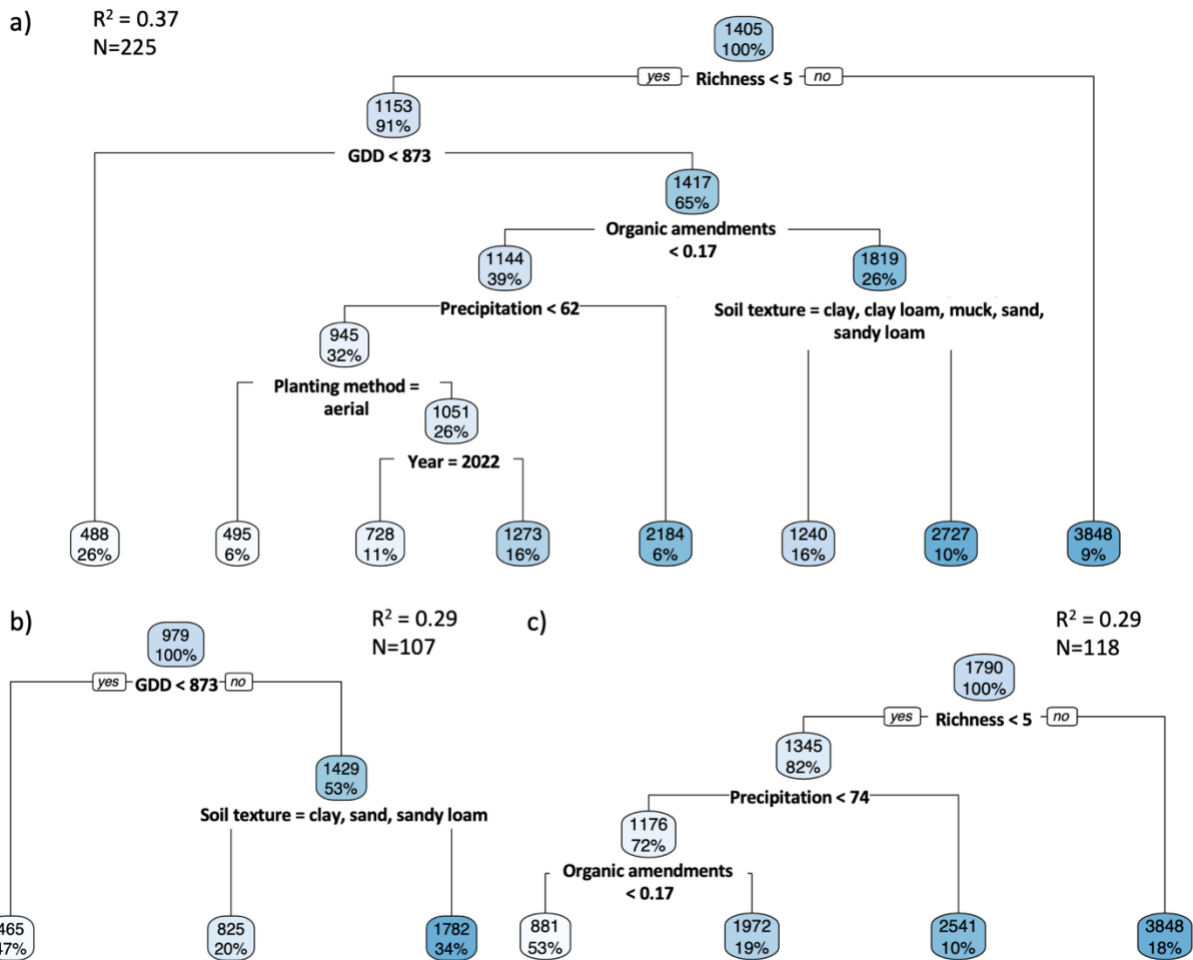 a)
R² = 0.37
N=225
1405
100%
yes Richness < 5 no
1153
91%
GDD < 873
1417
65%
Organic amendments
< 0.17
1144
39%
1819
26%
Precipitation < 62
Soil texture = clay, clay loam, muck, sand,
sandy loam
945
32%
Planting method =
aerial
1051
26%
Year = 2022
488
26%
495
6%
728
11%
1273
16%
2184
6%
1240
16%
2727
10%
3848
9%
b)
R² = 0.29
N=107
979
100%
yes GDD < 873 no
1429
53%
Soil texture = clay, sand, sandy loam
465
47%
825
20%
1782
34%
c)
R² = 0.29
N=118
1790
100%
yes Richness < 5 no
1345
82%
Precipitation < 74
1176
72%
Organic amendments
< 0.17
881
53%
1972
19%
2541
10%
3848
18%